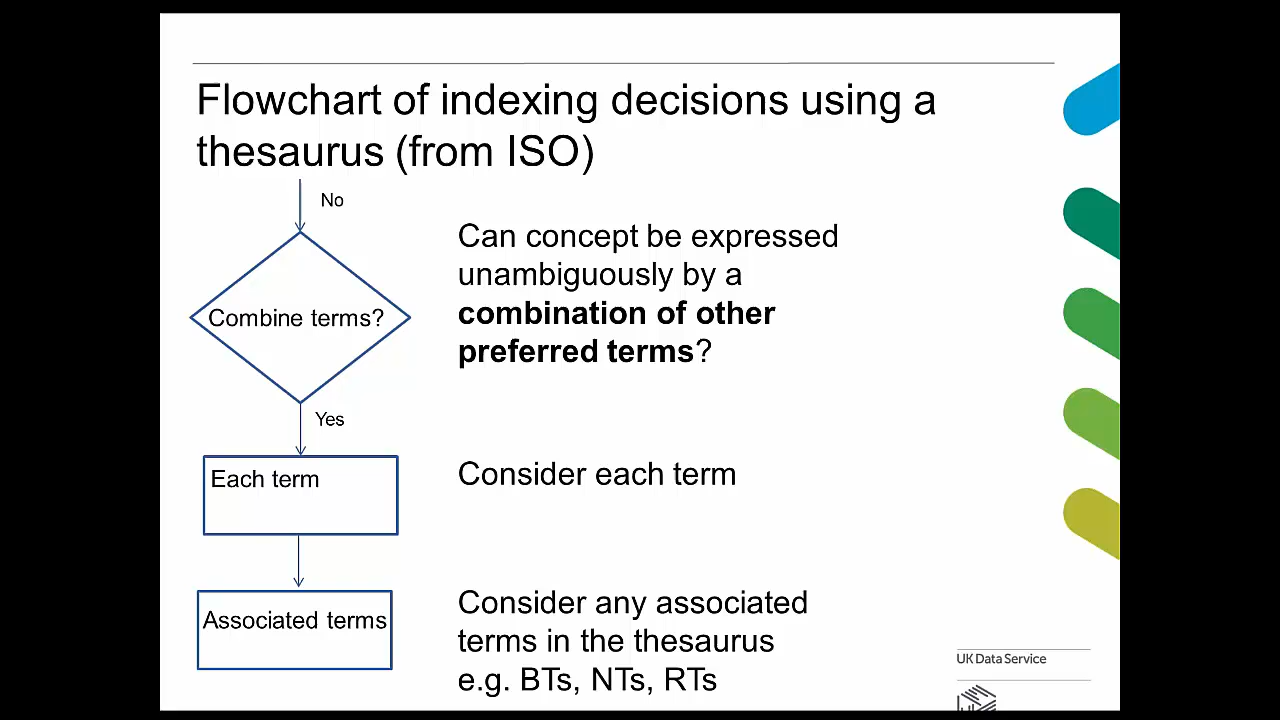 Flowchart of indexing decisions using a
thesaurus (from ISO)
No
Combine terms?
Can concept be expressed
unambiguously by a
combination of other
preferred terms?
Yes
Each term
Consider each term
Associated terms
Consider any associated
terms in the thesaurus
e.g. BTs, NTs, RTs
UK Data Service